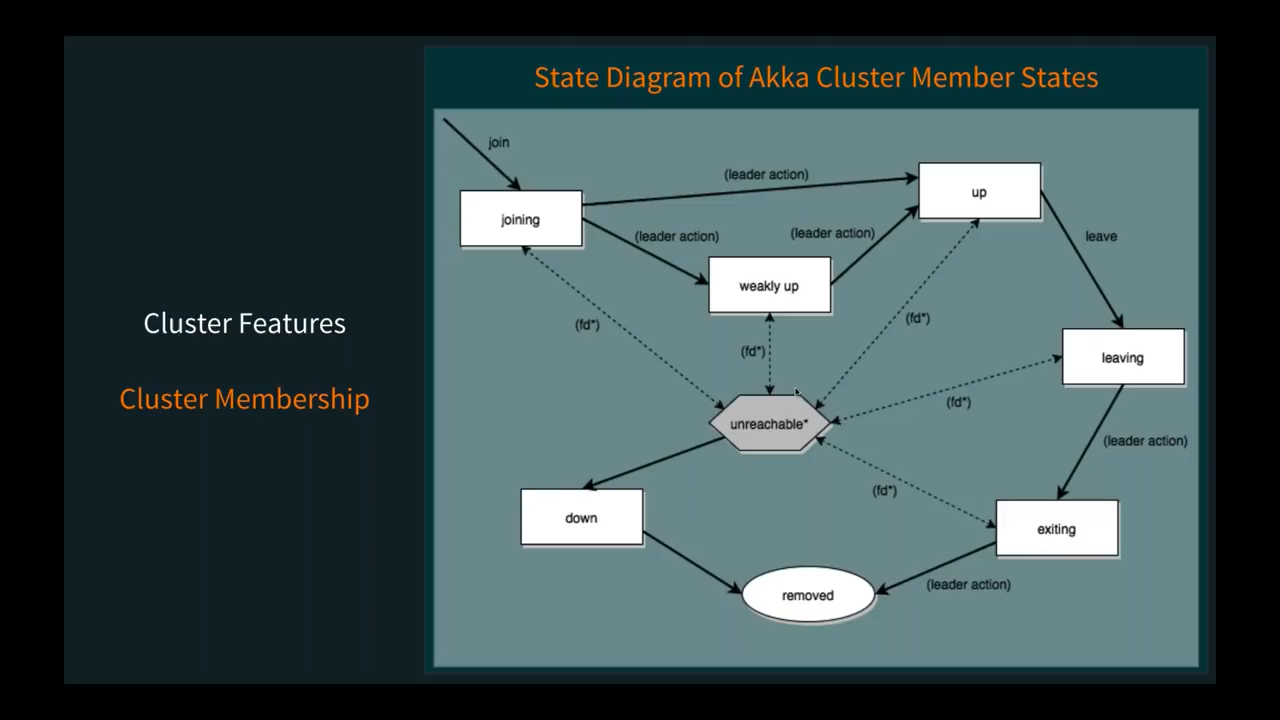 State Diagram of Akka Cluster Member States
Cluster Features
Cluster Membership
join
joining
(leader action)
up
(leader action)
(leader action)
weakly up
leave
(fd*)
(fd*)
(fd*)
leaving
(fd*)
unreachable*
(leader action)
(fd*)
down
exiting
removed
(leader action)